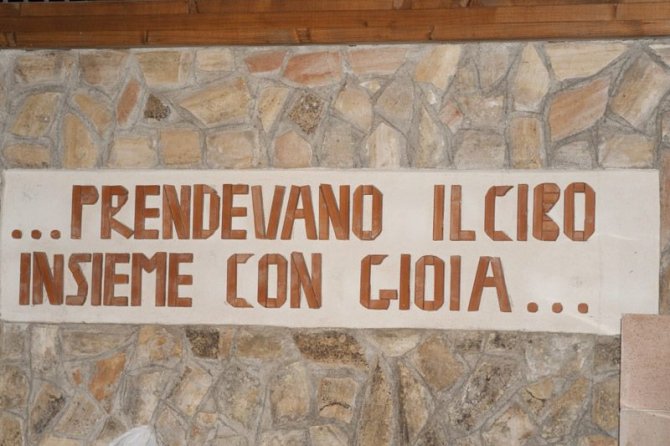 ...PRENDEVANO IL CIBO
INSIEME CON GIOIA...